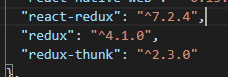 "react-redux": "^7.2.4",
"redux": "^4.1.0",
"redux-thunk": "^2.3.0"
},